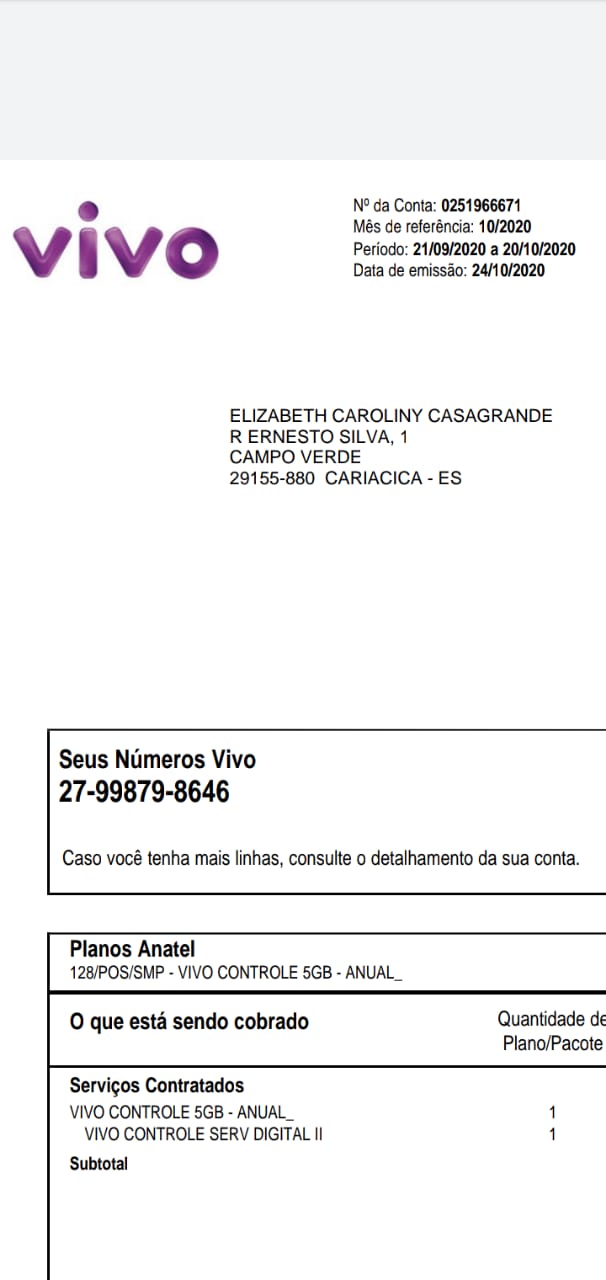 vivo
Nº da Conta: 0251966671
Mês de referência: 10/2020
Período: 21/09/2020 a 20/10/2020
Data de emissão: 24/10/2020
ELIZABETH CAROLINY CASAGRANDE
R ERNESTO SILVA, 1
CAMPO VERDE
29155-880 CARIACICA - ES
Seus Números Vivo
27-99879-8646
Caso você tenha mais linhas, consulte o detalhamento da sua conta.
Planos Anatel
128/POS/SMP - VIVO CONTROLE 5GB - ANUAL_
O que está sendo cobrado
Quantidade de
Plano/Pacote
Serviços Contratados
VIVO CONTROLE 5GB - ANUAL_ 1
VIVO CONTROLE SERV DIGITAL II 1
Subtotal